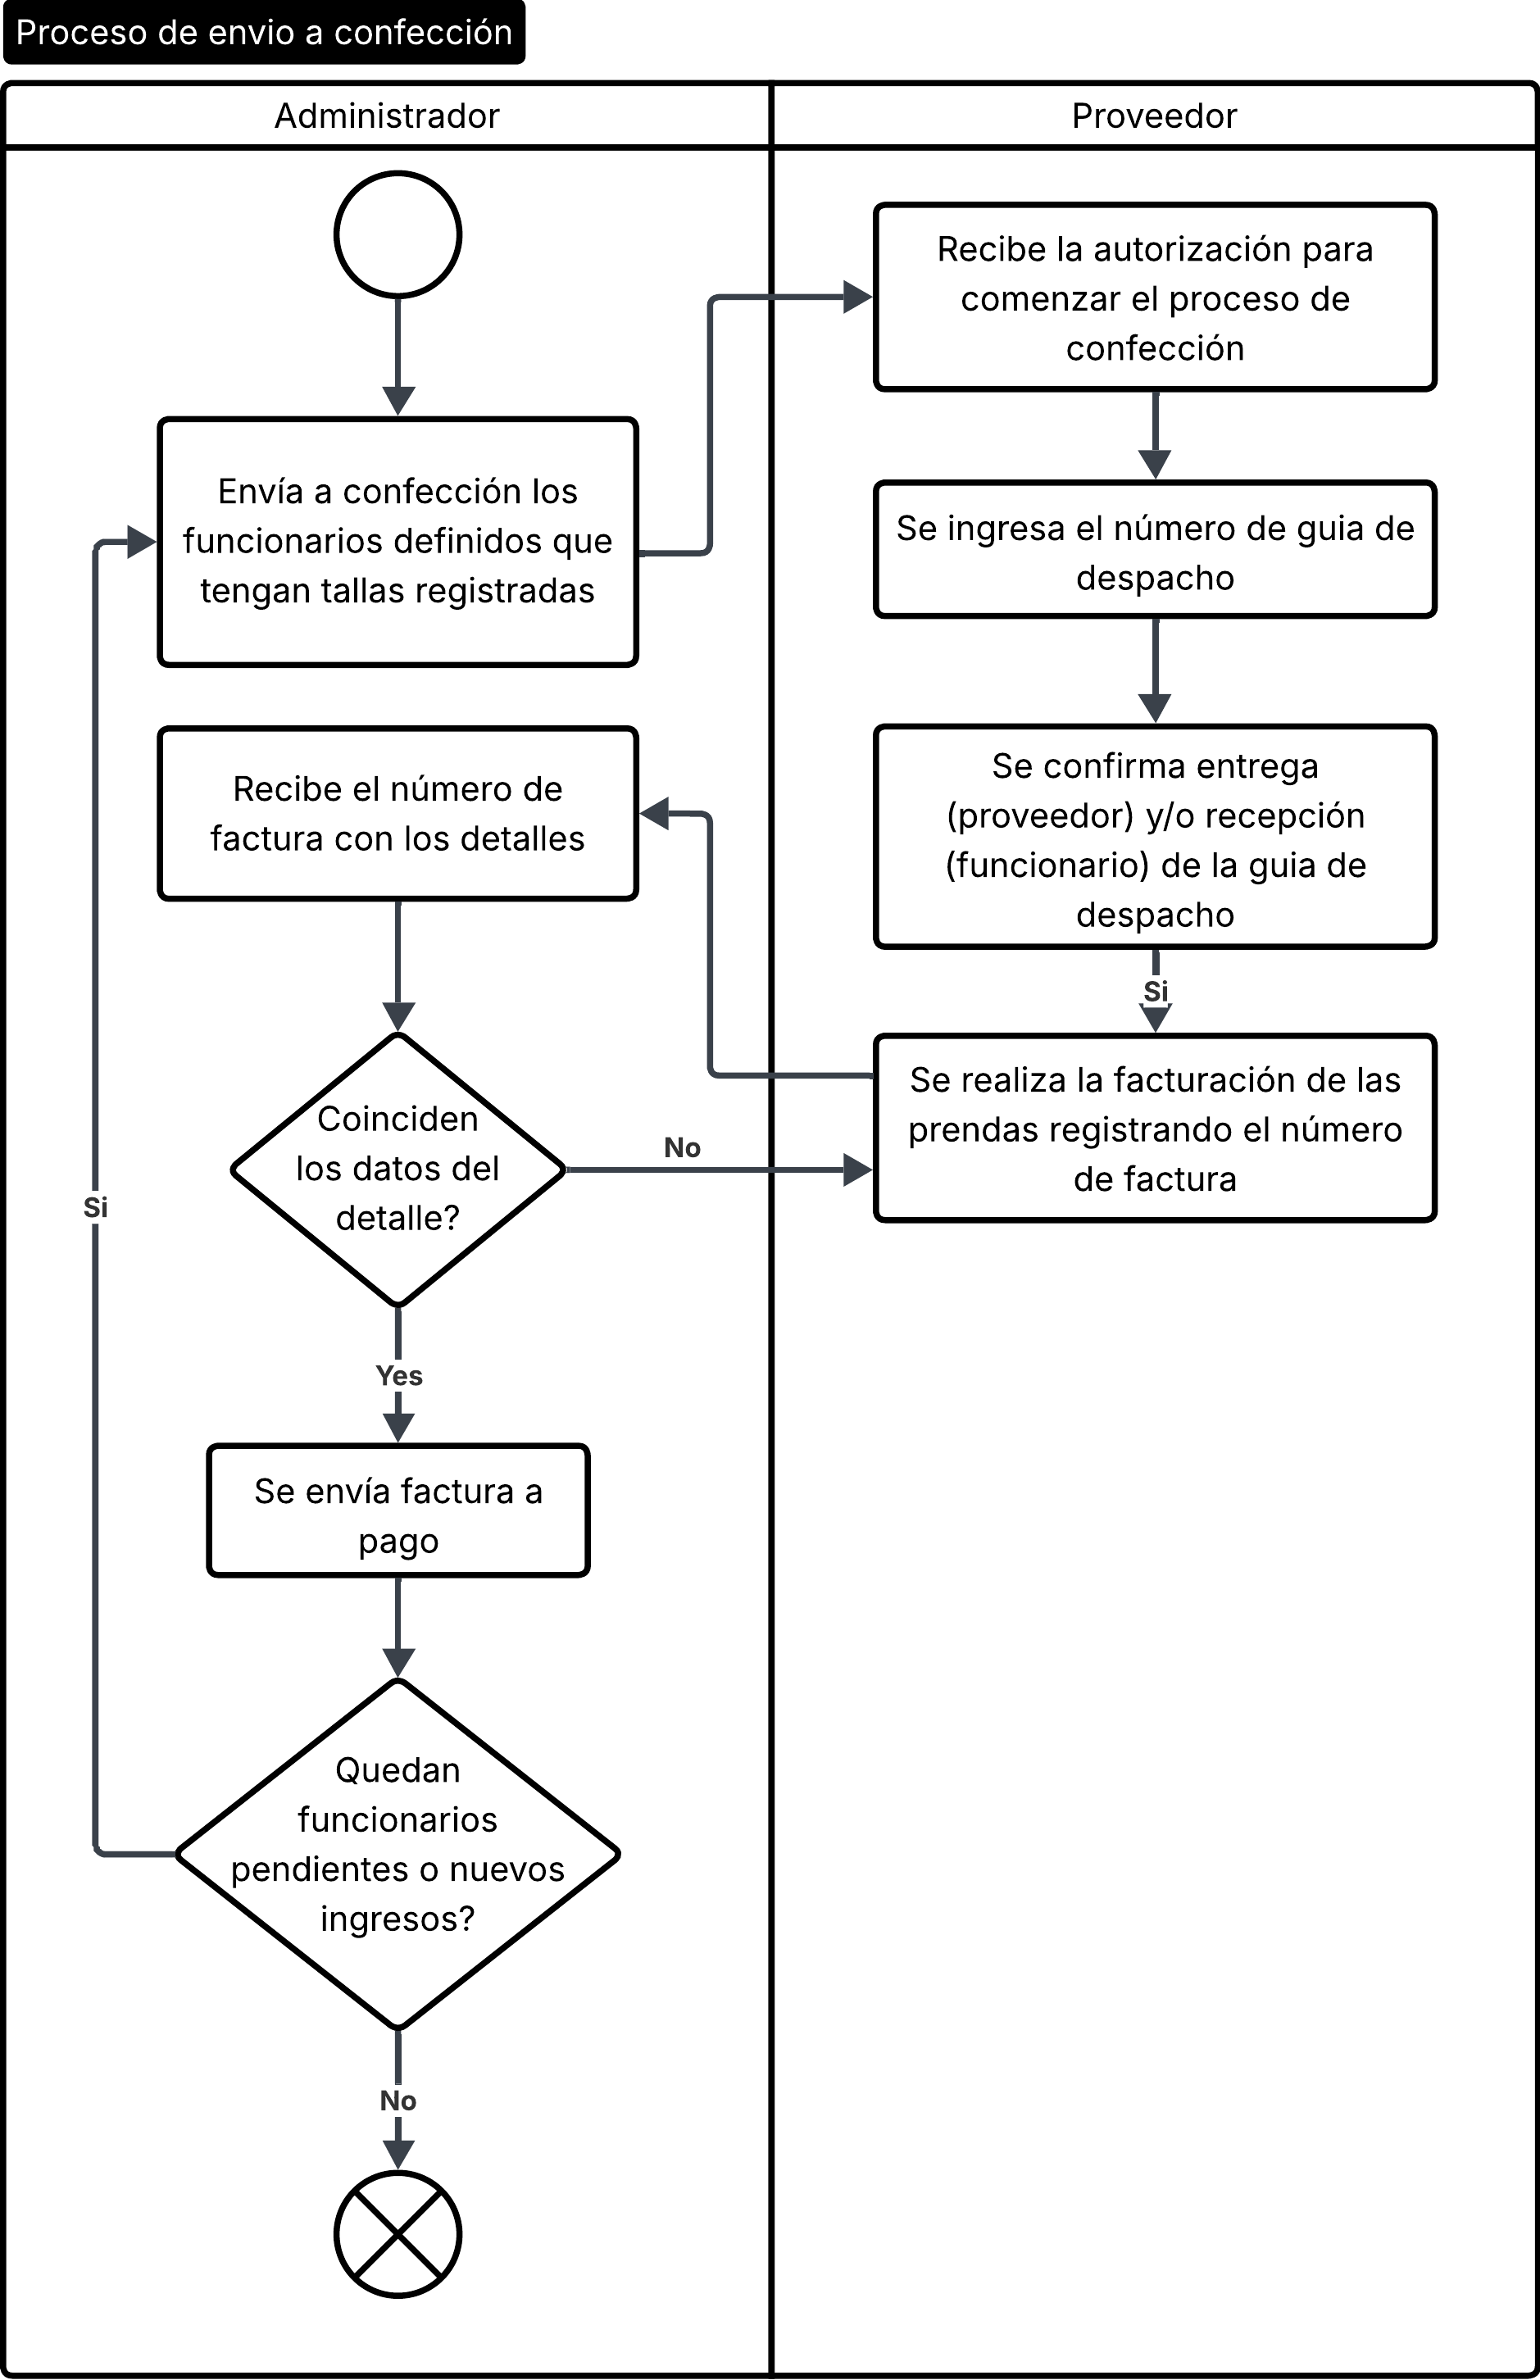 Proceso de envio a confección
Administrador
Proveedor
Recibe la autorización para
comenzar el proceso de
confección
Envía a confección los
funcionarios definidos que
tengan tallas registradas
Se ingresa el número de guia de
despacho
Recibe el número de
factura con los detalles
Se confirma entrega
(proveedor) y/o recepción
(funcionario) de la guia de
despacho
Si
Se realiza la facturación de las
prendas registrando el número
de factura
Coinciden
los datos del
detalle?
No
Si
Yes
Se envía factura a
pago
Quedan
funcionarios
pendientes o nuevos
ingresos?
No